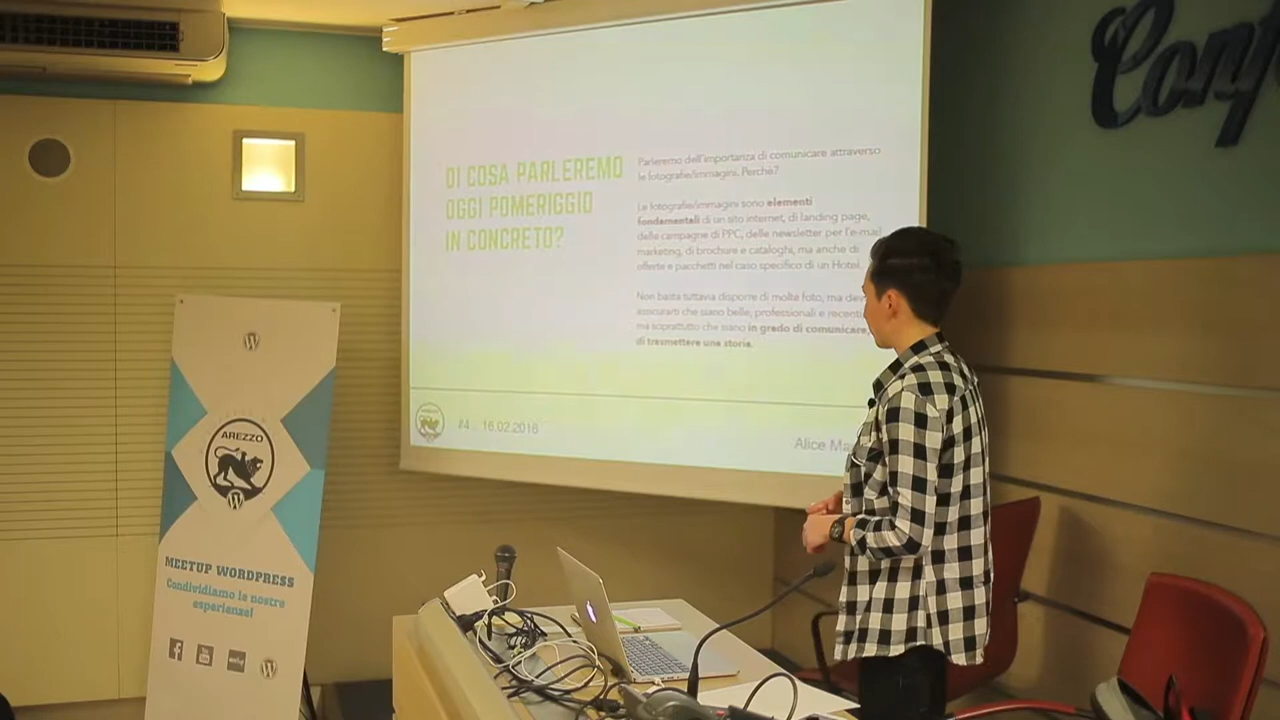 Conf
DI COSA PARLEREMO
OGGI POMERIGGIO
IN CONCRETO?
Parleremo dell'importanza di comunicare attraverso
le fotografie/immagini. Perché?
Le fotografie/immagini sono elementi
fondamentali di un sito internet, di landing page,
delle campagne di PPC, delle newsletter per l'e-mail
marketing, di brochure e cataloghi, ma anche di
offerte e pacchetti nel caso specifico di un Hotel.
Non basta tuttavia disporre di molte foto, ma dev
assicurarti che siano belle, professionali e recenti
ma soprattutto che siano in grado di comunicare,
di trasmettere una storia.
#4 - 16.02.2016
Alice Ma
AREZZO
MEETUP WORDPRESS
Condividiamo le nostre
esperienze!